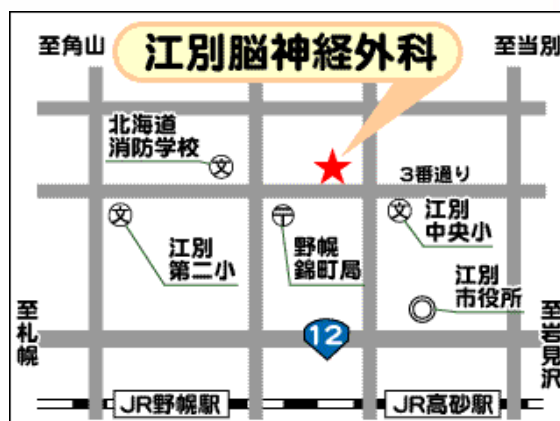 至角山
江別脳神経外科
至当別
北海道
消防学校
文
3番通り
文
江別
第二小
〒
野幌
錦町局
文
江別
中央小
江別
市役所
至札幌
12
至岩見沢
JR野幌駅
JR高砂駅